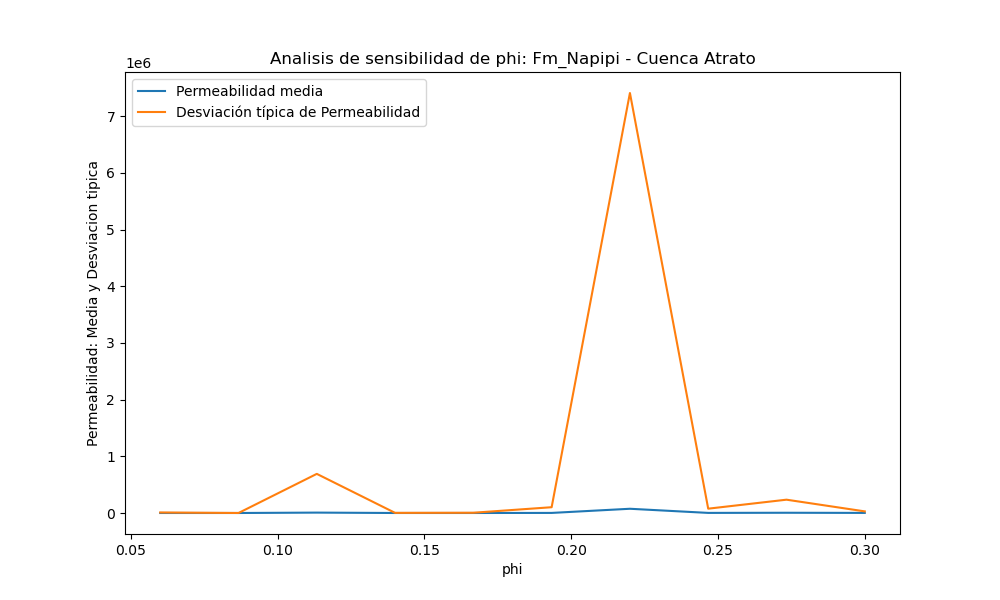 Analisis de sensibilidad de phi: Fm_Napipi - Cuenca Atrato
1e6
Permeabilidad media
Desviación típica de Permeabilidad
Permeabilidad: Media y Desviacion tipica
7
6
5
4
3
2
1
0
0.05 0.10 0.15 0.20 0.25 0.30
phi